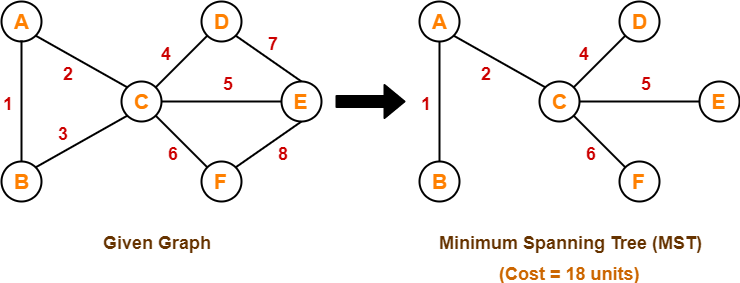 A
D
4
7
2
5
1
C
E
3
6
8
B
F
Given Graph
A
D
4
2
5
1
C
E
6
B
F
Minimum Spanning Tree (MST)
(Cost = 18 units)